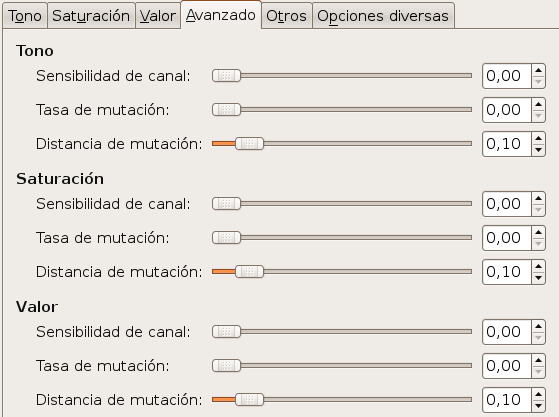 Tono Saturación Valor Avanzado Otros Opciones diversas
Tono
Sensibilidad de canal: 0,00
Tasa de mutación: 0,00
Distancia de mutación: 0,10
Saturación
Sensibilidad de canal: 0,00
Tasa de mutación: 0,00
Distancia de mutación: 0,10
Valor
Sensibilidad de canal: 0,00
Tasa de mutación: 0,00
Distancia de mutación: 0,10